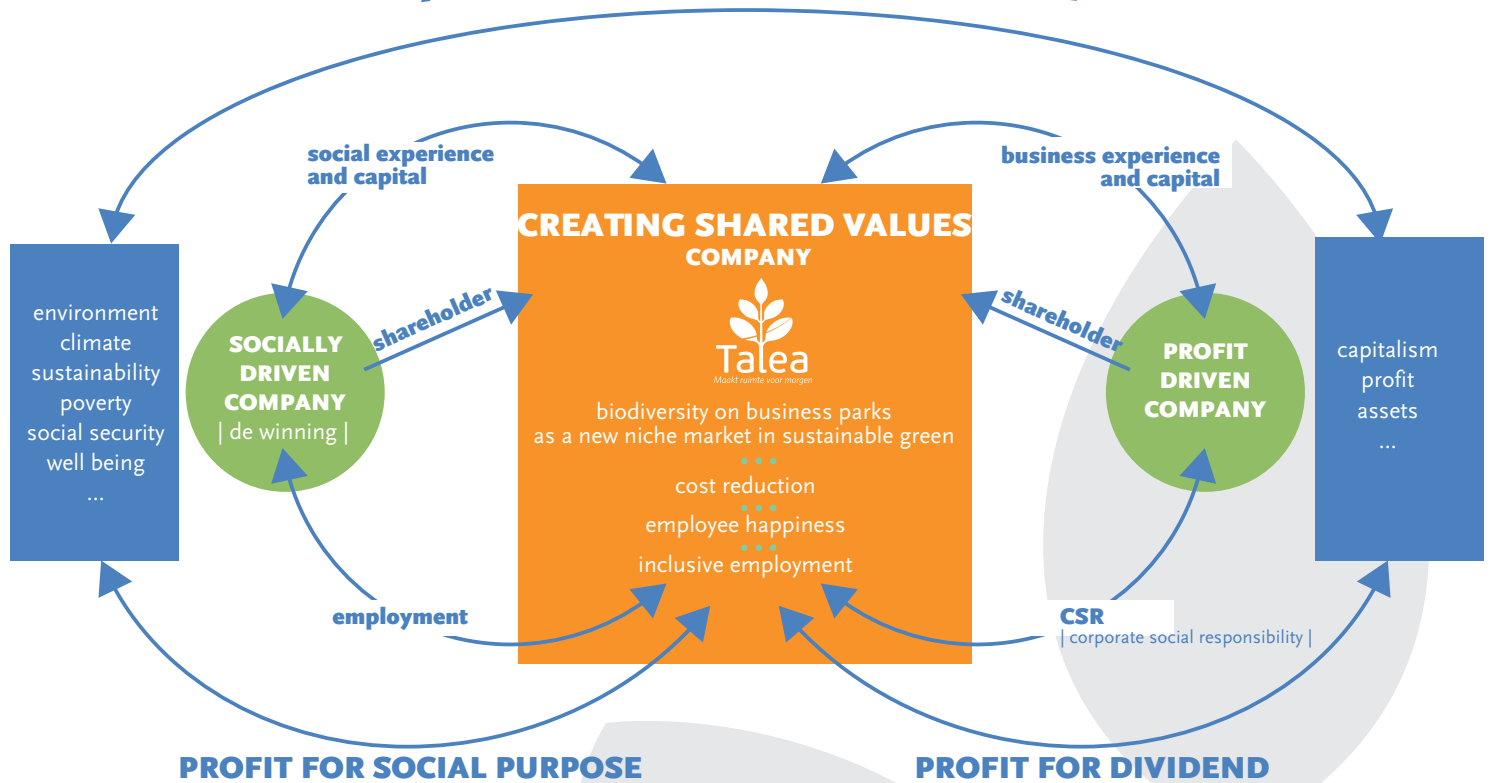 social experience
and capital
business experience
and capital
CREATING SHARED VALUES
COMPANY
shareholder
shareholder
Talea
Maakt ruimte voor morgen
environment
climate
sustainability
poverty
social security
well being
...
SOCIALLY
DRIVEN
COMPANY
| de winning |
biodiversity on business parks
as a new niche market in sustainable green
cost reduction
employee happiness
inclusive employment
PROFIT
DRIVEN
COMPANY
capitalism
profit
assets
...
employment
CSR
| corporate social responsibility |
PROFIT FOR SOCIAL PURPOSE
PROFIT FOR DIVIDEND